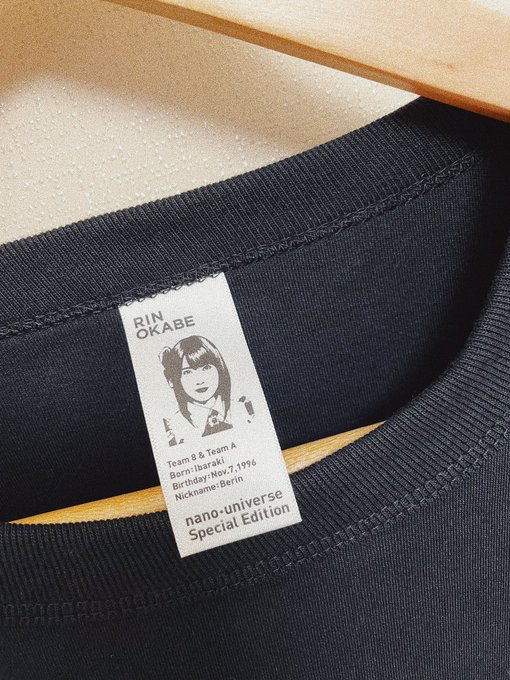 RIN
OKABE
Team 8 & Team A
Born:Ibaraki
Birthday:Nov.7,1996
Nickname:Berin
nano・universe
Special Edition